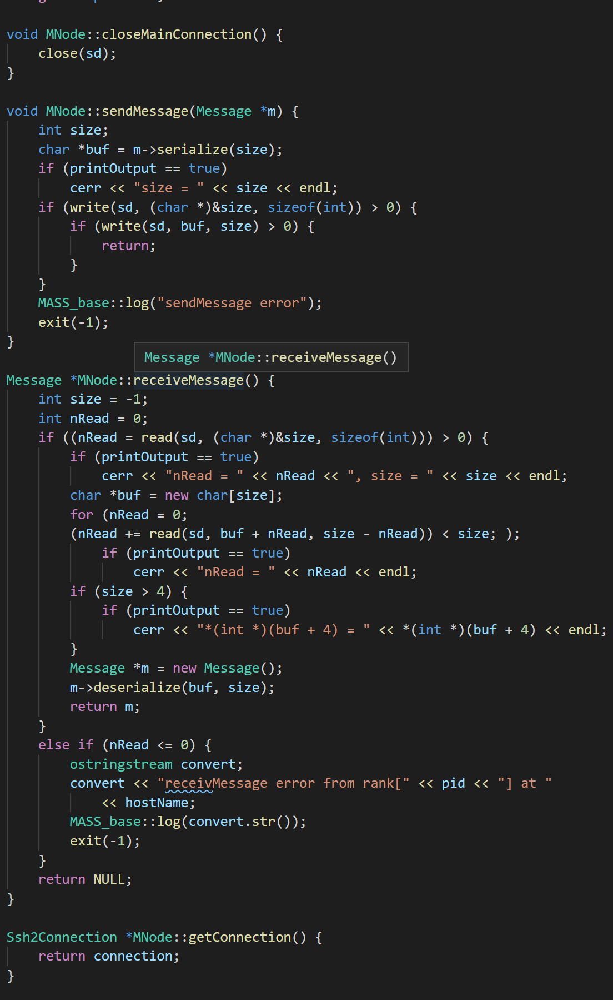 void MNode::closeMainConnection() {
    close(sd);
}

void MNode::sendMessage(Message *m) {
    int size;
    char *buf = m->serialize(size);
    if (printOutput == true)
        cerr << "size = " << size << endl;
    if (write(sd, (char *)&size, sizeof(int)) > 0) {
        if (write(sd, buf, size) > 0) {
            return;
        }
    }
    MASS_base::log("sendMessage error");
    exit(-1);
}
Message *MNode::receiveMessage()
Message *MNode::receiveMessage() {
    int size = -1;
    int nRead = 0;
    if ((nRead = read(sd, (char *)&size, sizeof(int))) > 0) {
        if (printOutput == true)
            cerr << "nRead = " << nRead << ", size = " << size << endl;
        char *buf = new char[size];
        for (nRead = 0;
        (nRead += read(sd, buf + nRead, size - nRead)) < size; );
            if (printOutput == true)
                cerr << "nRead = " << nRead << endl;
        if (size > 4) {
            if (printOutput == true)
                cerr << "*(int *)(buf + 4) = " << *(int *)(buf + 4) << endl;
        }
        Message *m = new Message();
        m->deserialize(buf, size);
        return m;
    }
    else if (nRead <= 0) {
        ostringstream convert;
        convert << "receivMessage error from rank[" << pid << "] at "
            << hostName;
        MASS_base::log(convert.str());
        exit(-1);
    }
    return NULL;
}

Ssh2Connection *MNode::getConnection() {
    return connection;
}